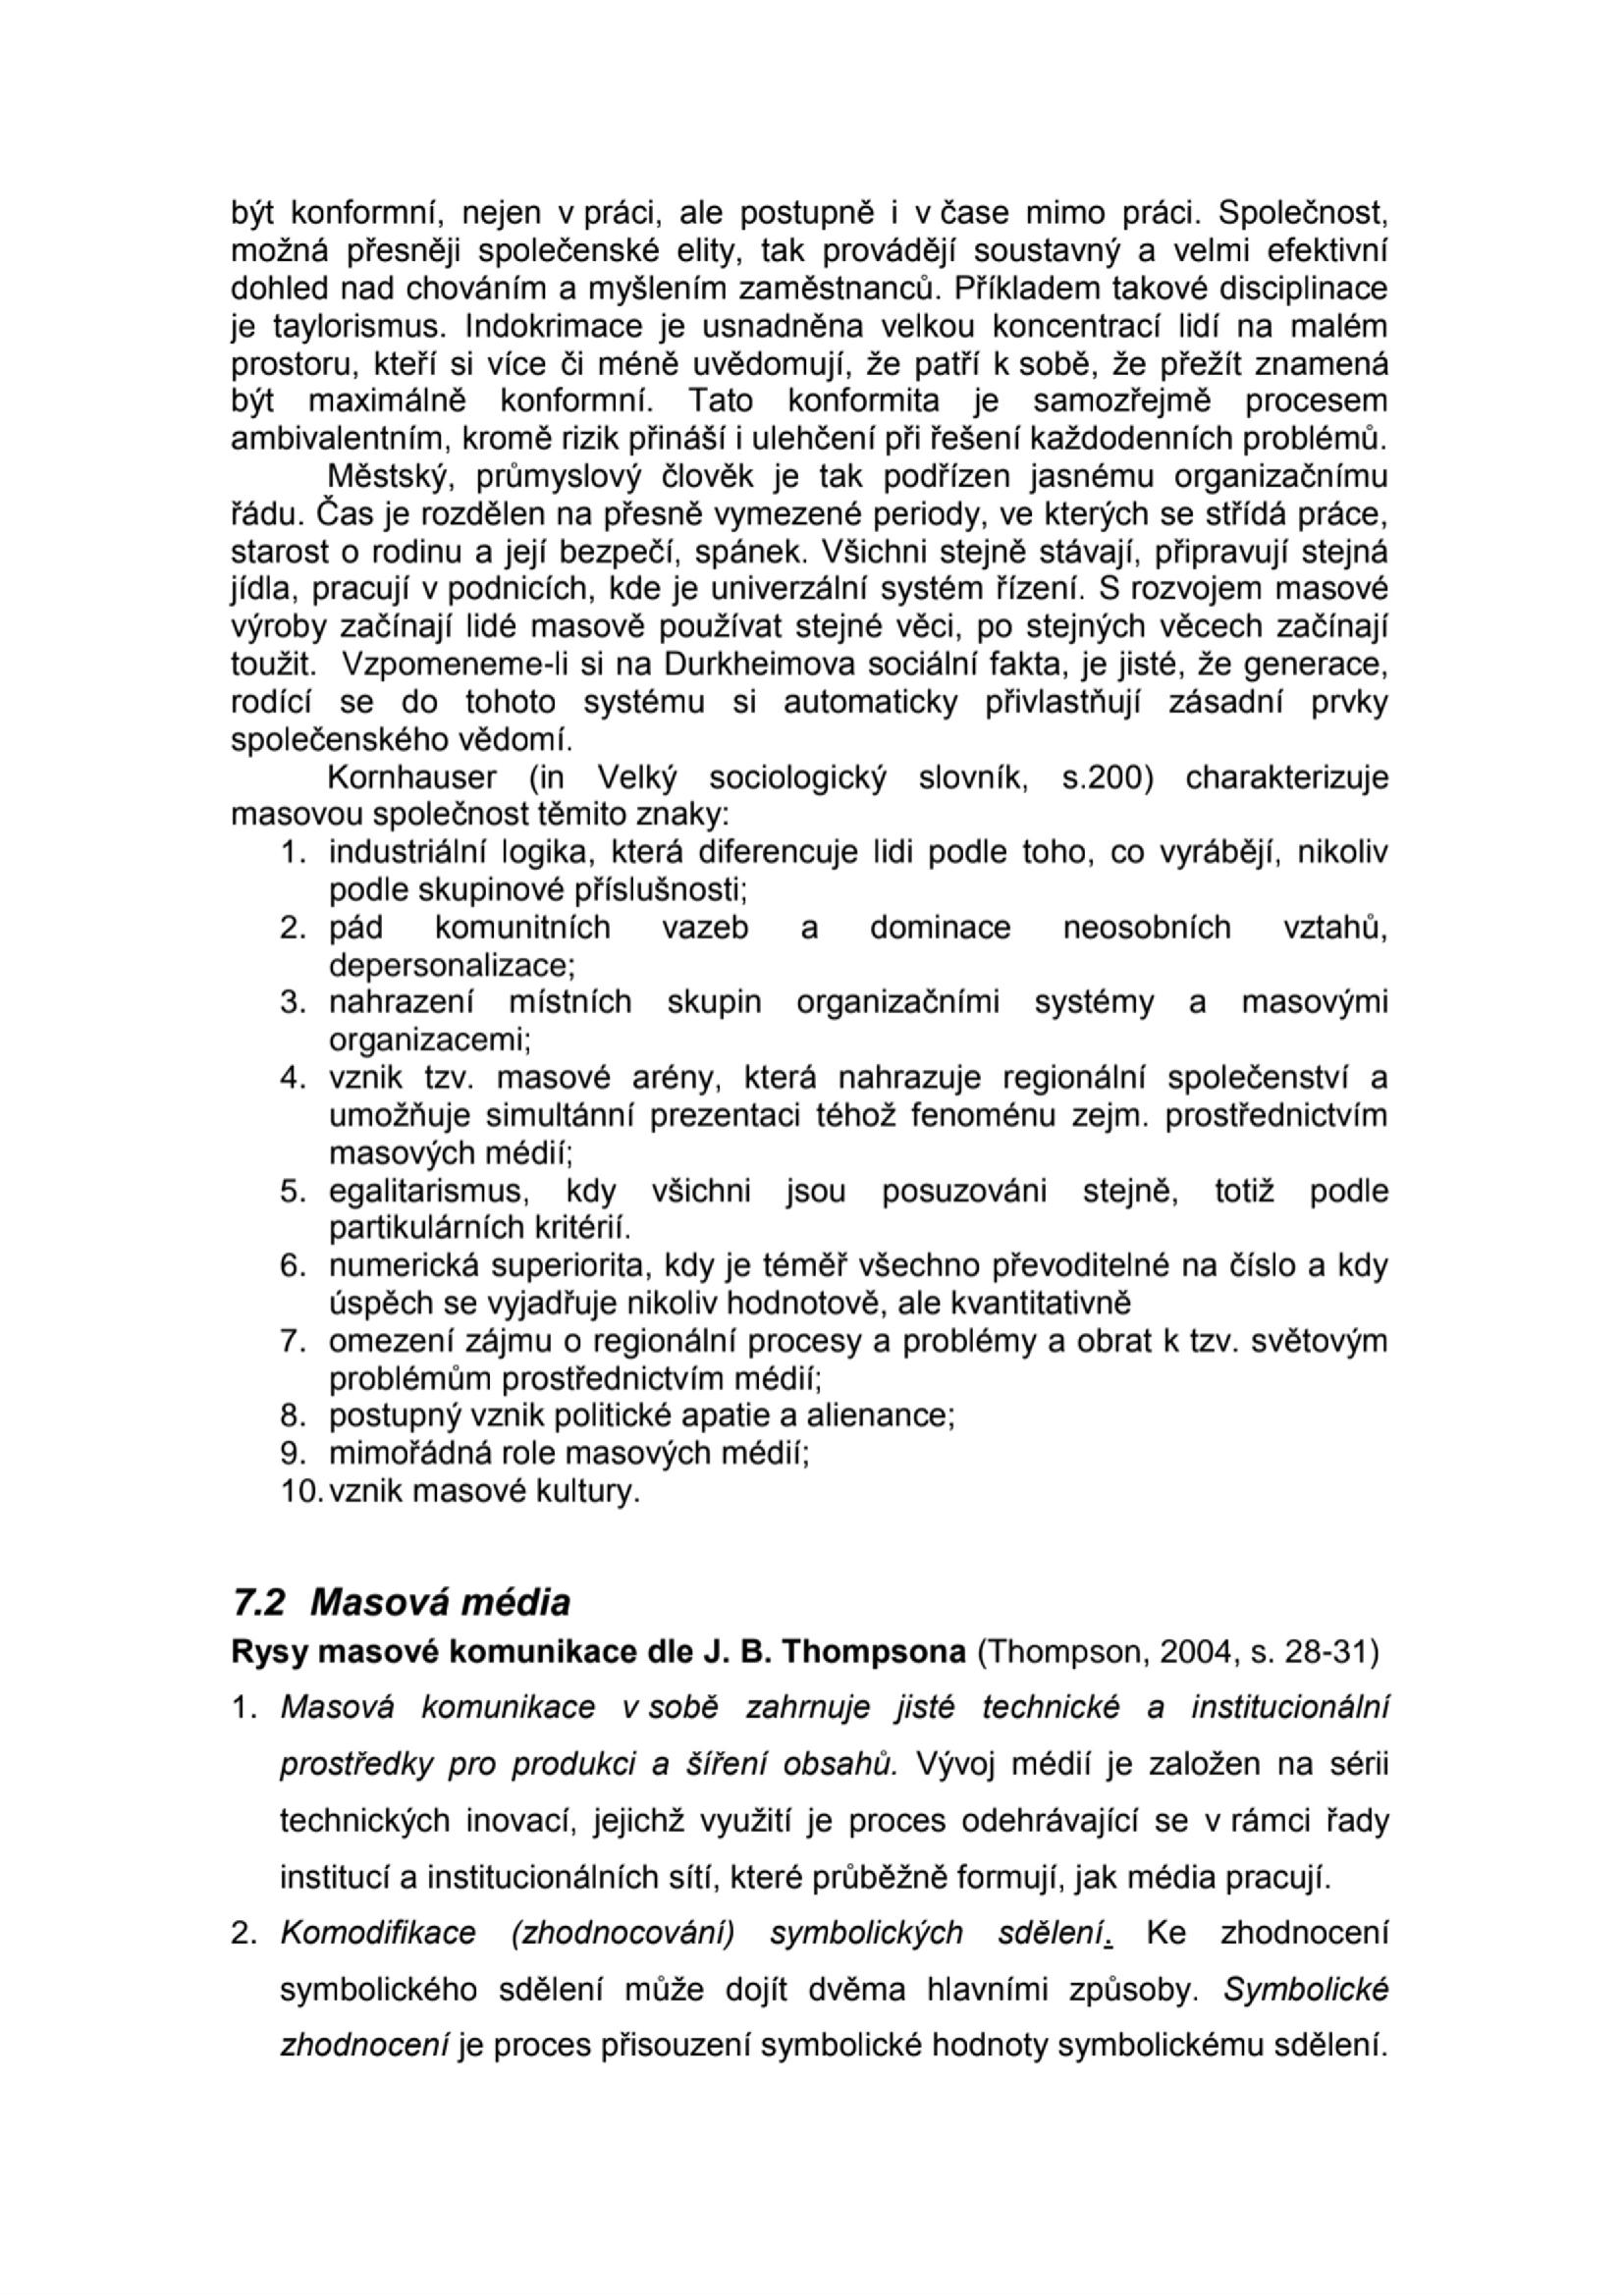 být konformní, nejen v práci, ale postupně i v čase mimo práci. Společnost,
možná přesněji společenské elity, tak provádějí soustavný a velmi efektivní
dohled nad chováním a myšlením zaměstnanců. Příkladem takové disciplinace
je taylorismus. Indokrimace je usnadněna velkou koncentrací lidí na malém
prostoru, kteří si více či méně uvědomují, že patří k sobě, že přežít znamená
být maximálně konformní. Tato konformita je samozřejmě procesem
ambivalentním, kromě rizik přináší i ulehčení při řešení každodenních problémů.
Městský, průmyslový člověk je tak podřízen jasnému organizačnímu
řádu. Čas je rozdělen na přesně vymezené periody, ve kterých se střídá práce,
starost o rodinu a její bezpečí, spánek. Všichni stejně stávají, připravují stejná
jídla, pracují v podnicích, kde je univerzální systém řízení. S rozvojem masové
výroby začínají lidé masově používat stejné věci, po stejných věcech začínají
toužit. Vzpomeneme-li si na Durkheimova sociální fakta, je jisté, že generace,
rodící se do tohoto systému si automaticky přivlastňují zásadní prvky
společenského vědomí.
Kornhauser (in Velký sociologický slovník, s.200) charakterizuje
masovou společnost těmito znaky:
1. industriální logika, která diferencuje lidi podle toho, co vyrábějí, nikoliv
podle skupinové příslušnosti;
2. pád komunitních vazeb a dominace neosobních vztahů,
depersonalizace;
3. nahrazení místních skupin organizačními systémy a masovými
organizacemi;
4. vznik tzv. masové arény, která nahrazuje regionální společenství a
umožňuje simultánní prezentaci téhož fenoménu zejm. prostřednictvím
masových médií;
5. egalitarismus, kdy všichni jsou posuzováni stejně, totiž podle
partikulárních kritérií.
6. numerická superiorita, kdy je téměř všechno převoditelné na číslo a kdy
úspěch se vyjadřuje nikoliv hodnotově, ale kvantitativně
7. omezení zájmu o regionální procesy a problémy a obrat k tzv. světovým
problémům prostřednictvím médií;
8. postupný vznik politické apatie a alienance;
9. mimořádná role masových médií;
10. vznik masové kultury.
7.2 Masová média
Rysy masové komunikace dle J. B. Thompsona (Thompson, 2004, s. 28-31)
1. Masová komunikace v sobě zahrnuje jisté technické a institucionální
prostředky pro produkci a šíření obsahů. Vývoj médií je založen na sérii
technických inovací, jejichž využití je proces odehrávající se v rámci řady
institucí a institucionálních sítí, které průběžně formují, jak média pracují.
2. Komodifikace (zhodnocování) symbolických sdělení. Ke zhodnocení
symbolického sdělení může dojít dvěma hlavními způsoby. Symbolické
zhodnocení je proces přisouzení symbolické hodnoty symbolickému sdělení.